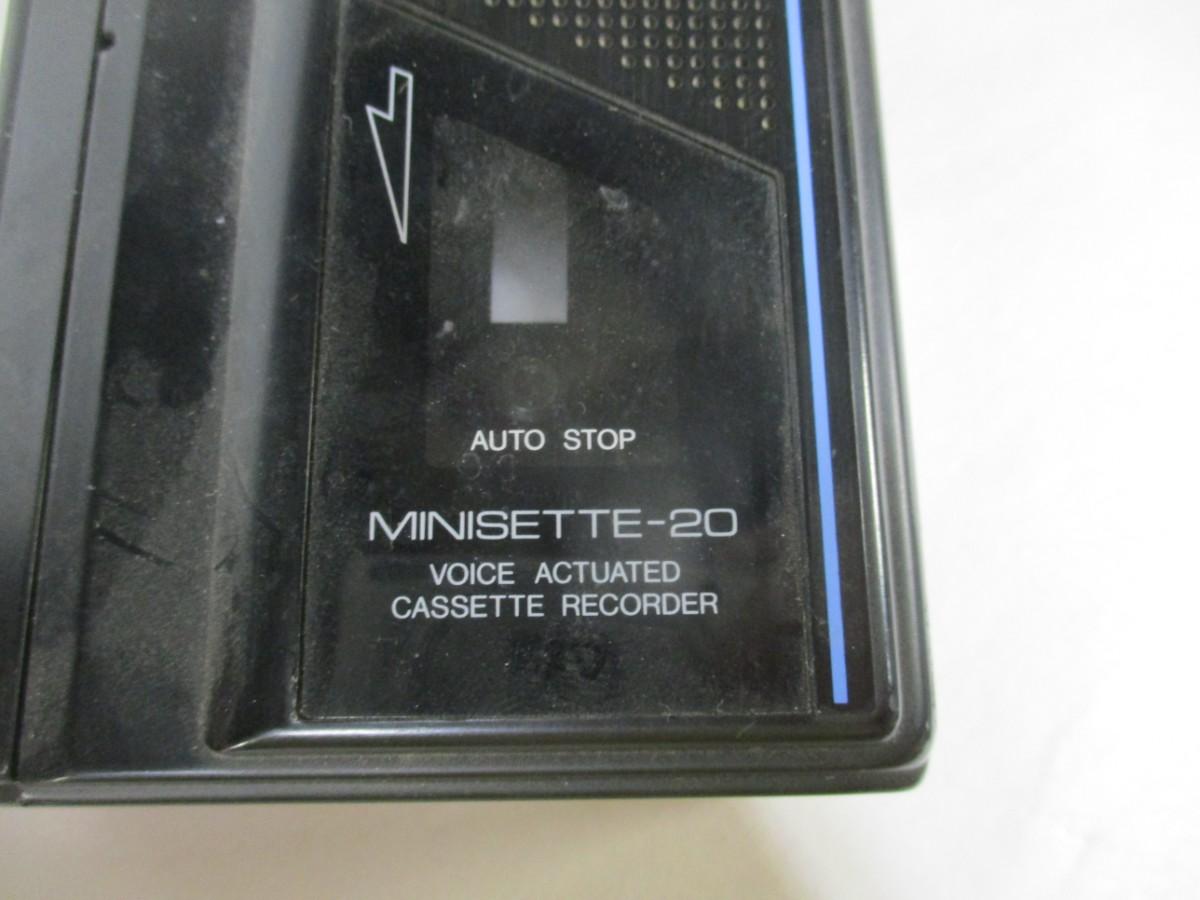 AUTO STOP
MINISETTE-20
VOICE ACTUATED
CASSETTE RECORDER